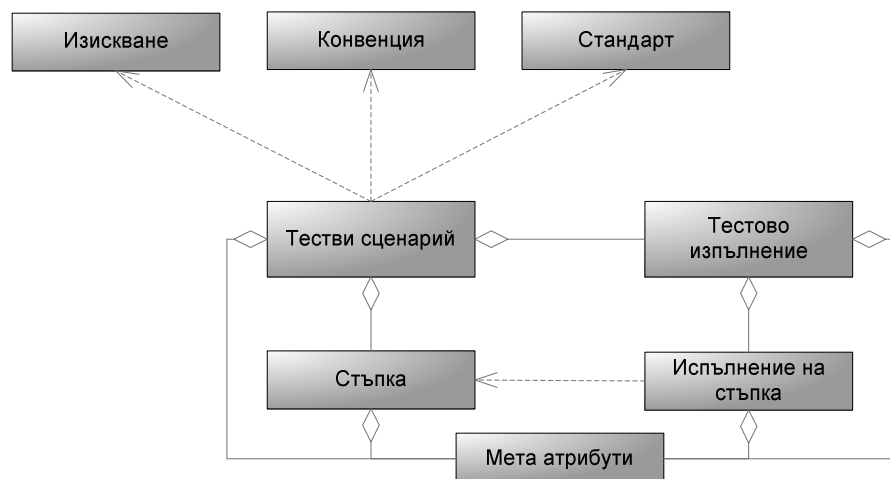 Изискване
Конвенция
Стандарт
Тестви сценарий
Тестово
изпълнение
Стъпка
Испълнение на
стъпка
Мета атрибути